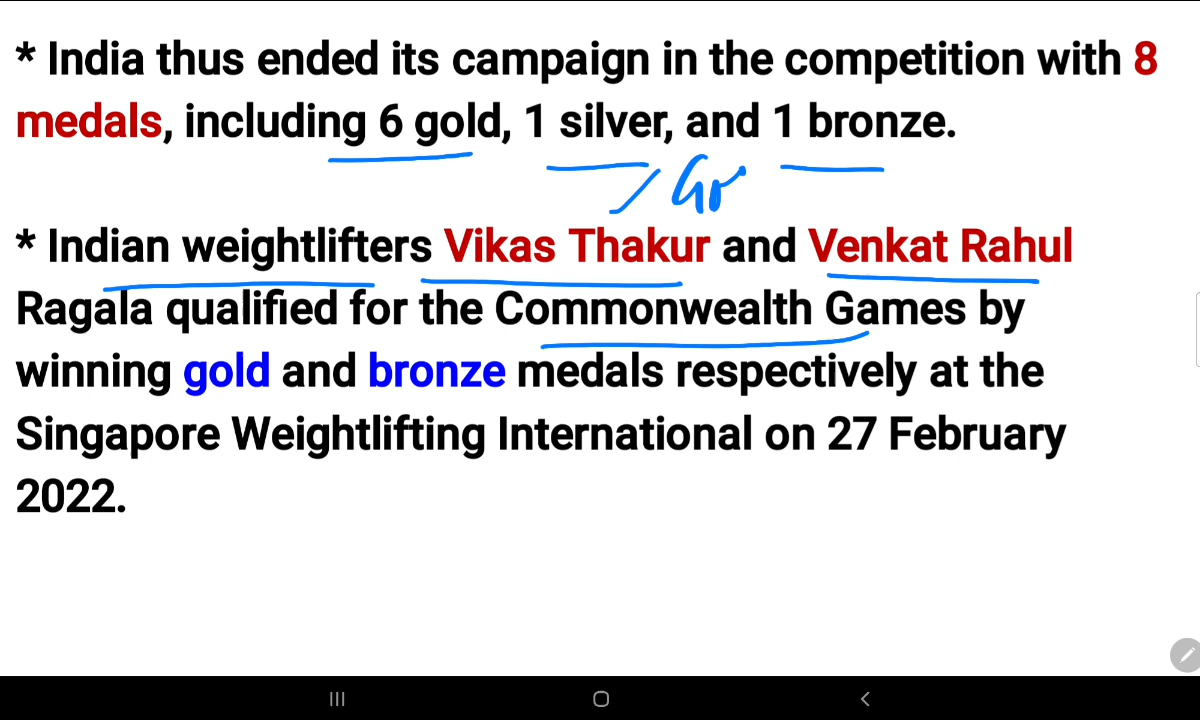 * India thus ended its campaign in the competition with 8
medals, including 6 gold, 1 silver, and 1 bronze.
* Indian weightlifters Vikas Thakur and Venkat Rahul
Ragala qualified for the Commonwealth Games by
winning gold and bronze medals respectively at the
Singapore Weightlifting International on 27 February
2022.